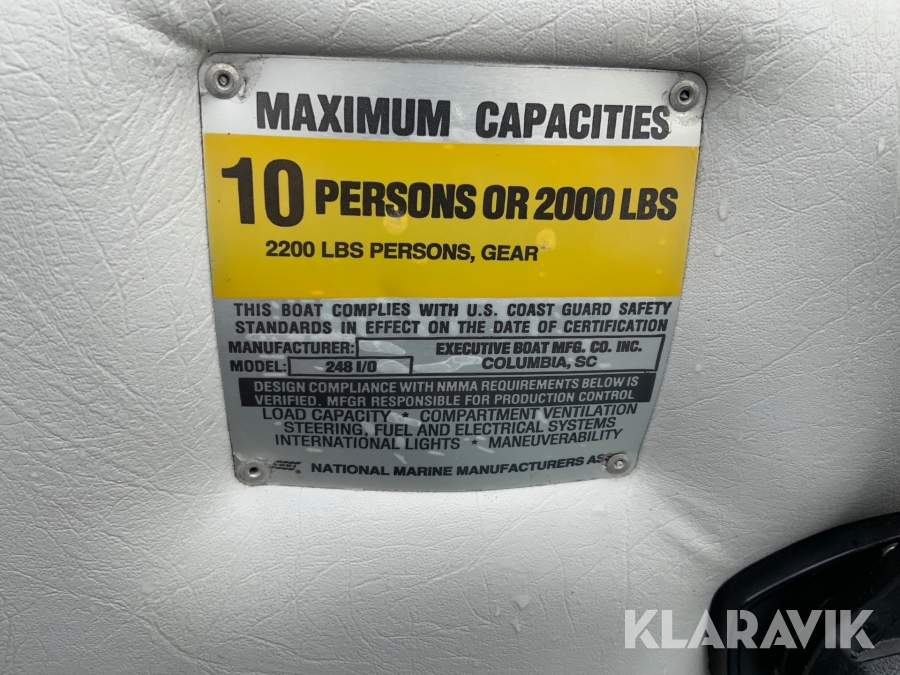 MAXIMUM CAPACITIES
10 PERSONS OR 2000 LBS
2200 LBS PERSONS, GEAR
THIS BOAT COMPLIES WITH U.S. COAST GUARD SAFETY
STANDARDS IN EFFECT ON THE DATE OF CERTIFICATION
MANUFACTURER: EXECUTIVE BOAT MFG. CO. INC.
MODEL: 248 I/O COLUMBIA, SC
DESIGN COMPLIANCE WITH NMMA REQUIREMENTS BELOW IS
VERIFIED. MFGR RESPONSIBLE FOR PRODUCTION CONTROL
LOAD CAPACITY * COMPARTMENT VENTILATION
STEERING, FUEL AND ELECTRICAL SYSTEMS
INTERNATIONAL LIGHTS * MANEUVERABILITY
NATIONAL MARINE MANUFACTURERS
KLARAVIK